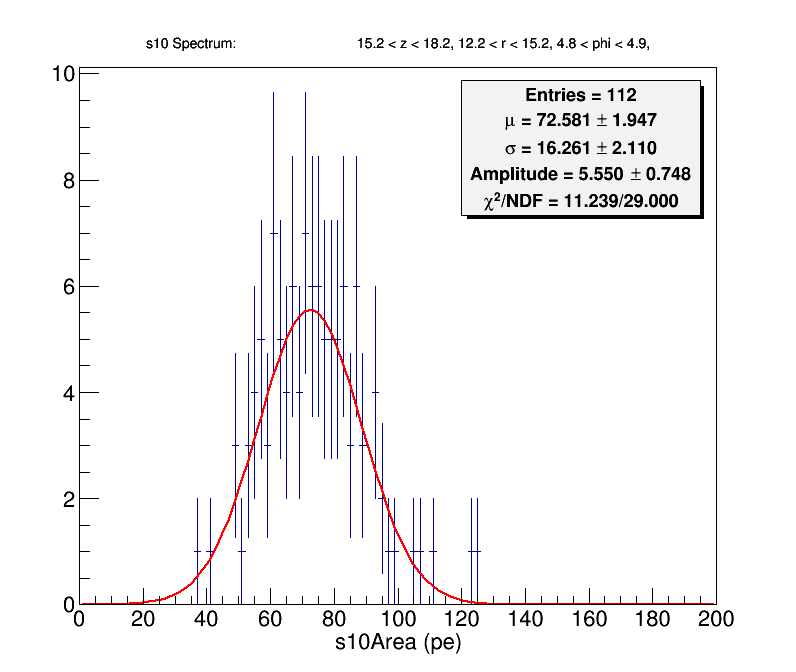 s10 Spectrum: 15.2 < z < 18.2, 12.2 < r < 15.2, 4.8 < phi < 4.9,
Entries = 112
μ = 72.581 ± 1.947
σ = 16.261 ± 2.110
Amplitude = 5.550 ± 0.748
χ²/NDF = 11.239/29.000
10
8
6
4
2
0
0 20 40 60 80 100 120 140 160 180 200
s10Area (pe)